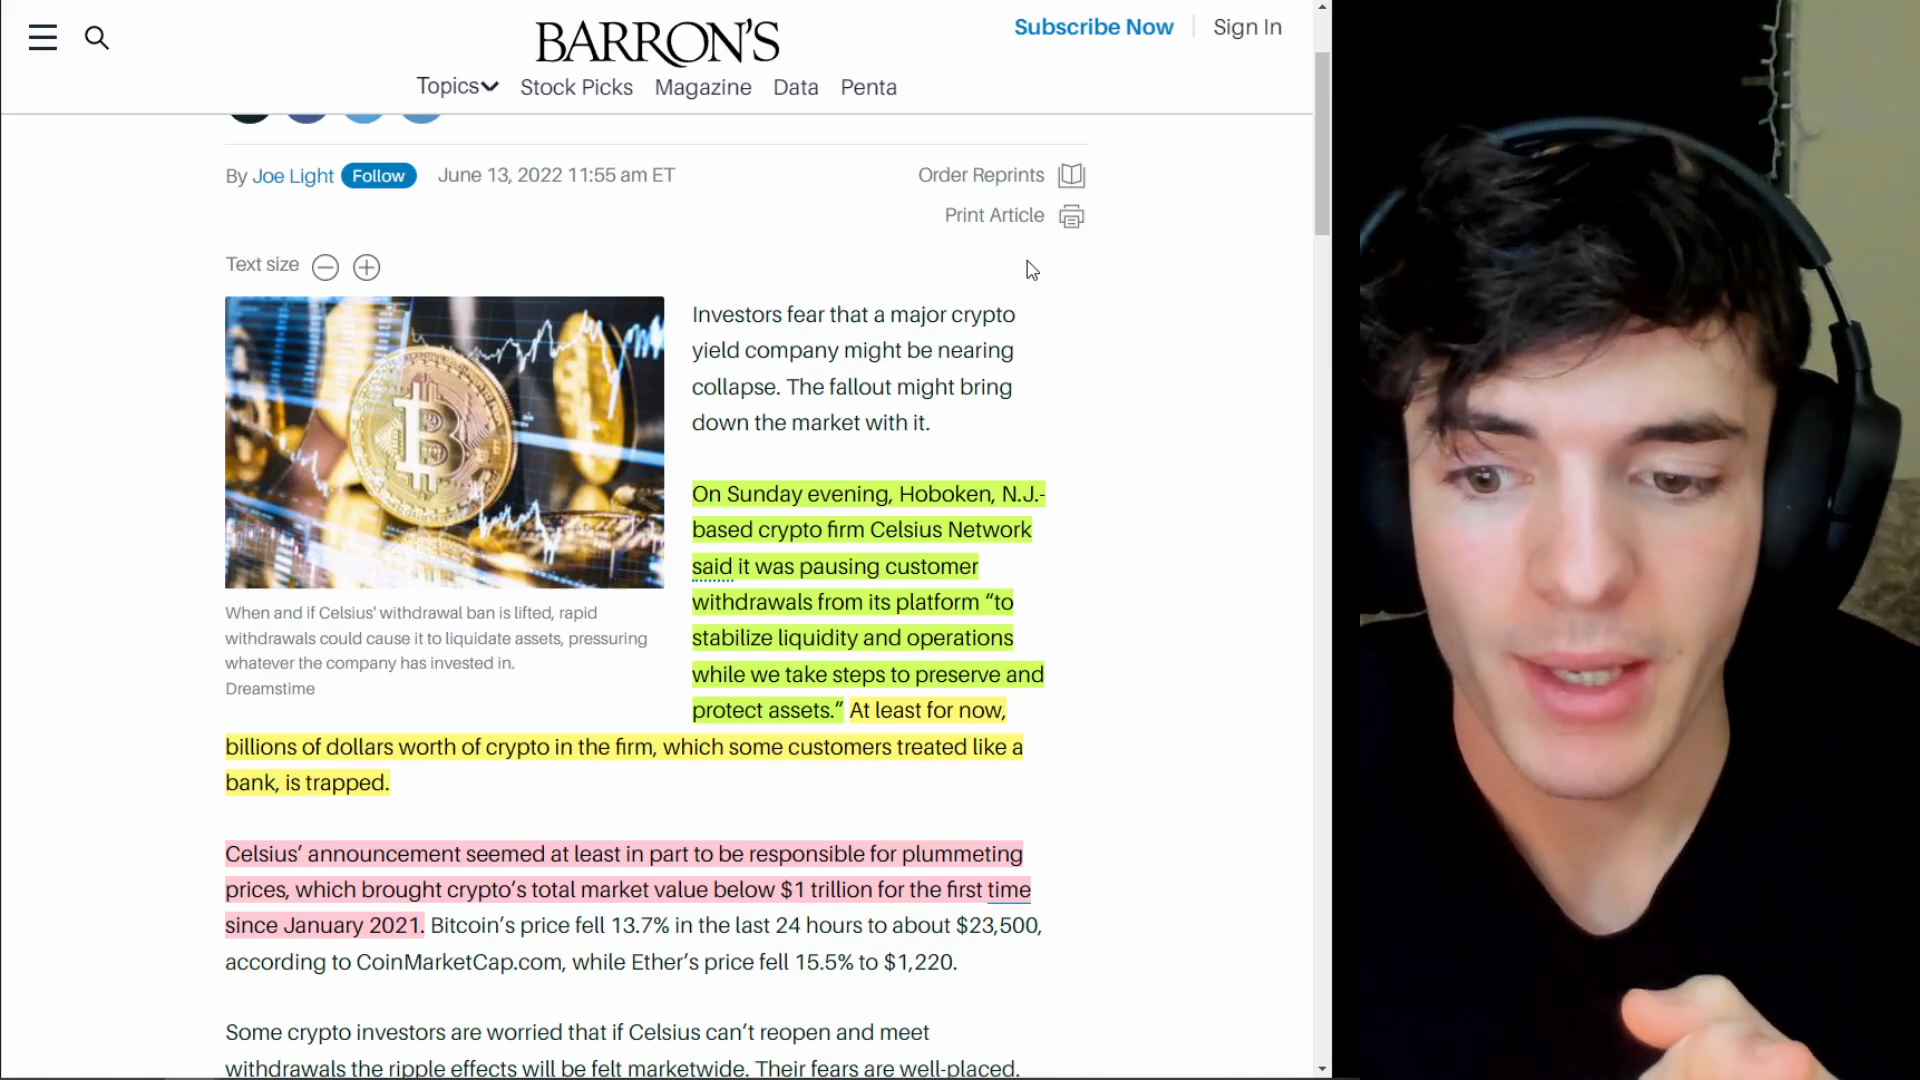 BARRON'S
Subscribe Now
Sign In
Topics
Stock Picks
Magazine
Data
Penta
By Joe Light
Follow
June 13, 2022 11:55 am ET
Order Reprints
Print Article
Text size
When and if Celsius' withdrawal ban is lifted, rapid
withdrawals could cause it to liquidate assets, pressuring
whatever the company has invested in.
Dreamstime
Investors fear that a major crypto
yield company might be nearing
collapse. The fallout might bring
down the market with it.
On Sunday evening, Hoboken, N.J.-
based crypto firm Celsius Network
said it was pausing customer
withdrawals from its platform “to
stabilize liquidity and operations
while we take steps to preserve and
protect assets.” At least for now,
billions of dollars worth of crypto in the firm, which some customers treated like a
bank, is trapped.
Celsius’ announcement seemed at least in part to be responsible for plummeting
prices, which brought crypto’s total market value below $1 trillion for the first time
since January 2021. Bitcoin’s price fell 13.7% in the last 24 hours to about $23,500,
according to CoinMarketCap.com, while Ether’s price fell 15.5% to $1,220.
Some crypto investors are worried that if Celsius can’t reopen and meet
withdrawals the ripple effects will be felt marketwide. Their fears are well-placed.